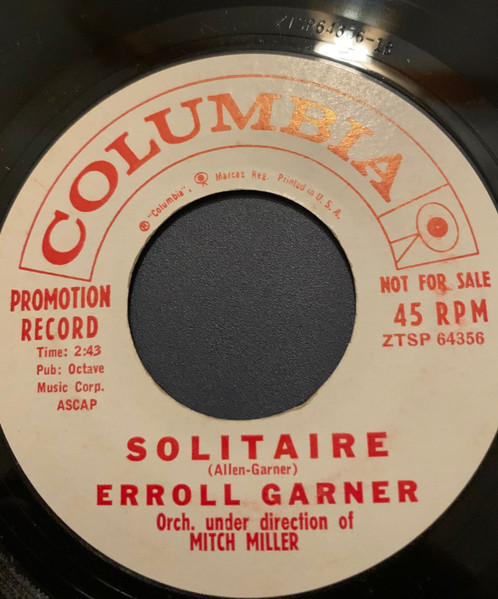 COLUMBIA
® "Columbia", Marcas Reg. Printed in U. S. A.
PROMOTION
RECORD
Time: 2:43
Pub: Octave
Music Corp.
ASCAP
NOT FOR SALE
45 RPM
ZTSP 64356
SOLITAIRE
(Allen-Garner)
ERROLL GARNER
Orch. under direction of
MITCH MILLER